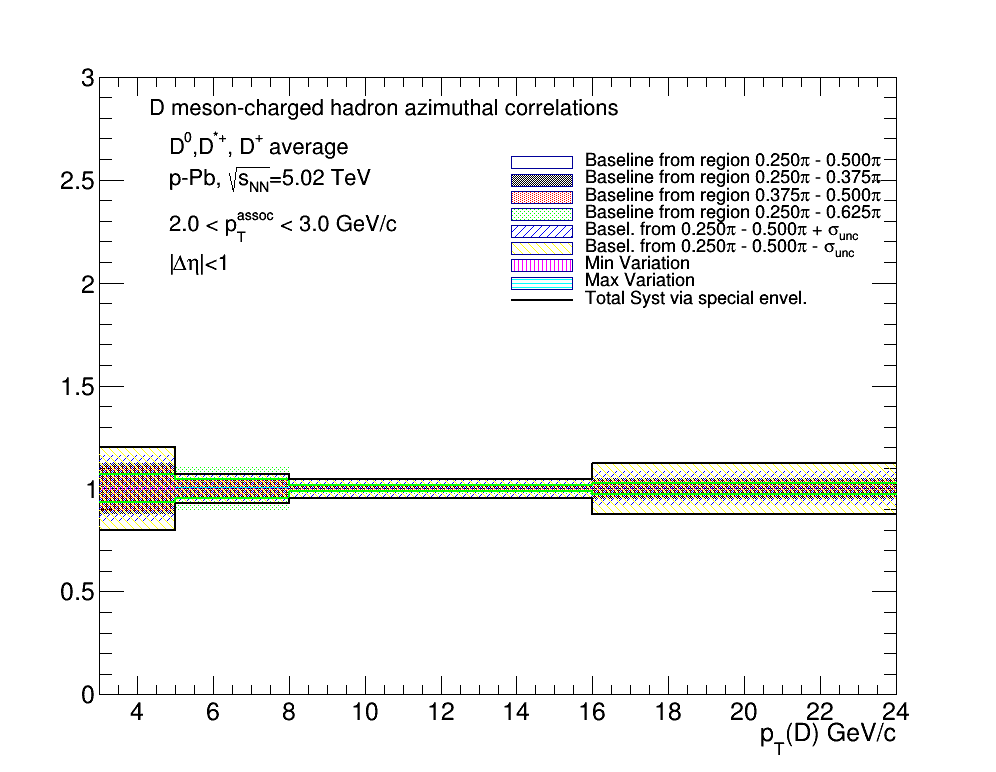 3
2.5
2
1.5
1
0.5
0
D meson-charged hadron azimuthal correlations
D⁰,D*⁺, D⁺ average
p-Pb, √sNN=5.02 TeV
2.0 < pTassoc < 3.0 GeV/c
|Δη|<1
Baseline from region 0.250π - 0.500π
Baseline from region 0.250π - 0.375π
Baseline from region 0.375π - 0.500π
Baseline from region 0.250π - 0.625π
Basel. from 0.250π - 0.500π + σunc
Basel. from 0.250π - 0.500π - σunc
Min Variation
Max Variation
Total Syst via special envel.
4 6 8 10 12 14 16 18 20 22 24
pT(D) GeV/c